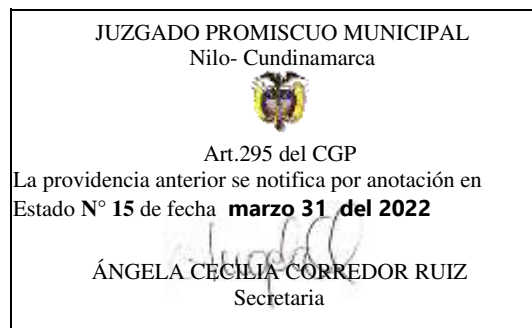 JUZGADO PROMISCUO MUNICIPAL
Nilo- Cundinamarca
Art.295 del CGP
La providencia anterior se notifica por anotación en
Estado N° 15 de fecha marzo 31 del 2022
ÁNGELA CECILIA CORREDOR RUIZ
Secretaria